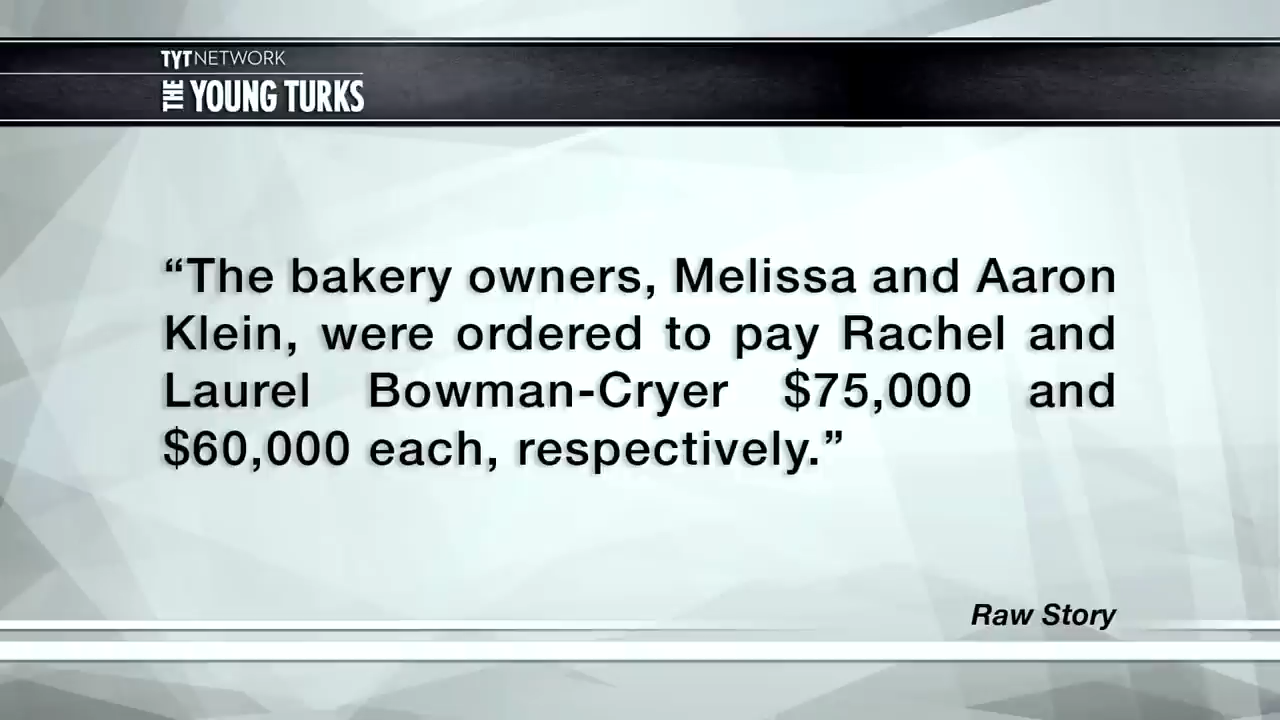 TYTNETWORK
THE YOUNG TURKS
“The bakery owners, Melissa and Aaron
Klein, were ordered to pay Rachel and
Laurel Bowman-Cryer $75,000 and
$60,000 each, respectively.”
Raw Story